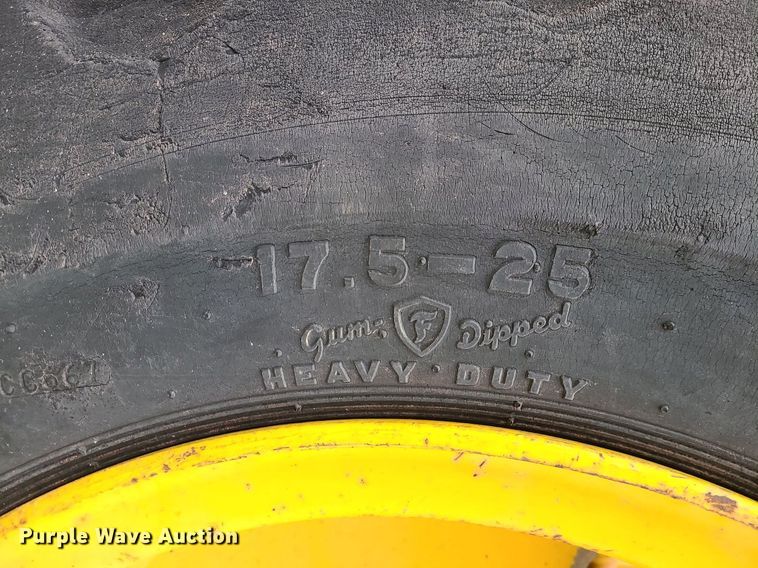 17.5-25
Gum-Dipped
F
HEAVY DUTY
Purple Wave Auction